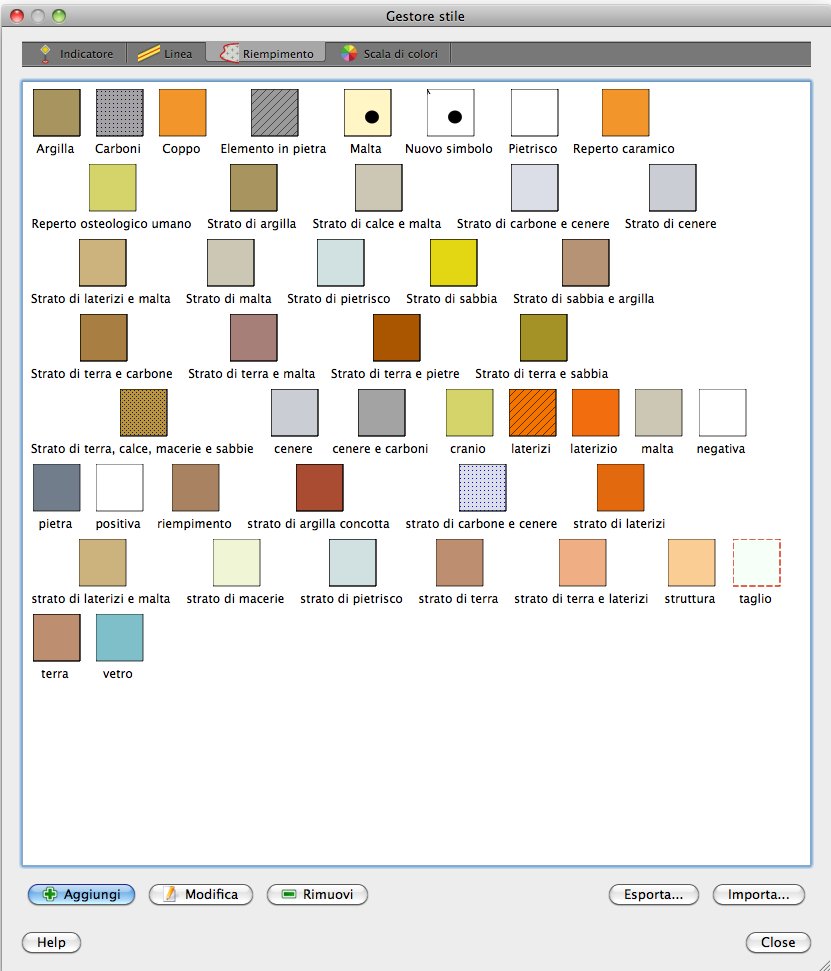 Gestore stile
Indicatore Linea Riempimento Scala di colori
Argilla Carboni Coppo Elemento in pietra Malta Nuovo simbolo Pietrisco Reperto caramico
Reperto osteologico umano Strato di argilla Strato di calce e malta Strato di carbone e cenere Strato di cenere
Strato di laterizi e malta Strato di malta Strato di pietrisco Strato di sabbia Strato di sabbia e argilla
Strato di terra e carbone Strato di terra e malta Strato di terra e pietre Strato di terra e sabbia
Strato di terra, calce, macerie e sabbie cenere cenere e carboni cranio laterizi laterizio malta negativa
pietra positiva riempimento strato di argilla concotta strato di carbone e cenere strato di laterizi
strato di laterizi e malta strato di macerie strato di pietrisco strato di terra strato di terra e laterizi struttura taglio
terra vetro
Aggiungi Modifica Rimuovi Esporta... Importa...
Help Close